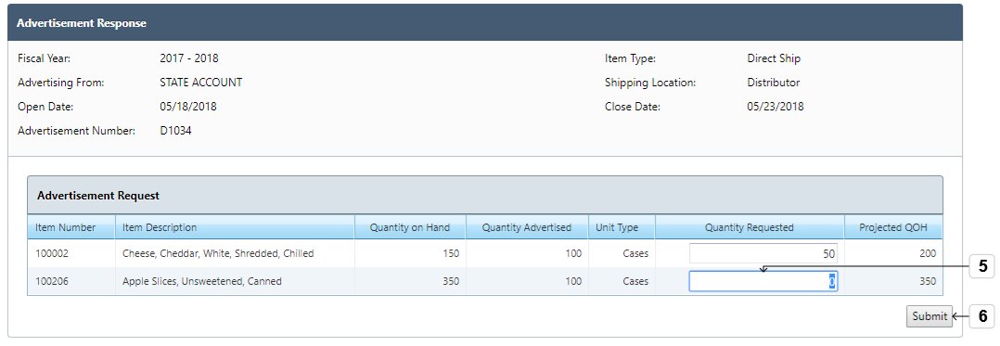 Advertisement Response
Fiscal Year: 2017 - 2018 Item Type: Direct Ship
Advertising From: STATE ACCOUNT Shipping Location: Distributor
Open Date: 05/18/2018 Close Date: 05/23/2018
Advertisement Number: D1034
Advertisement Request
Item Number Item Description Quantity on Hand Quantity Advertised Unit Type Quantity Requested Projected QOH
100002 Cheese, Cheddar, White, Shredded, Chilled 150 100 Cases 50 200
100206 Apple Slices, Unsweetened, Canned 350 100 Cases 0 350
5
Submit 6